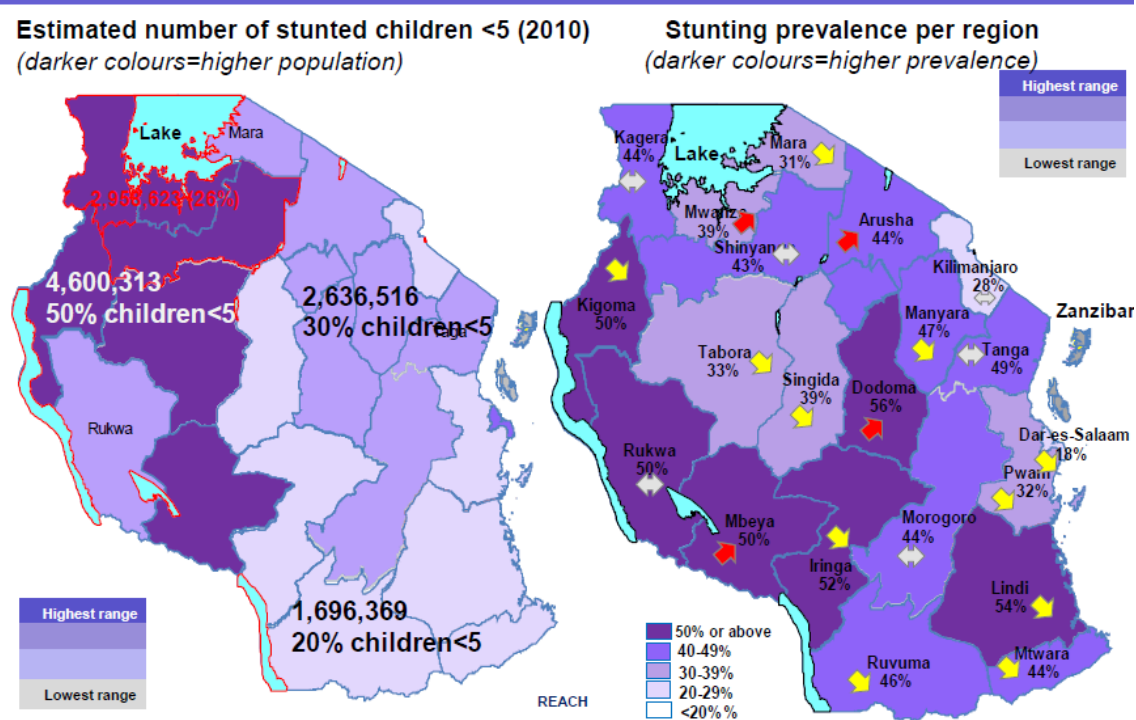 Estimated number of stunted children <5 (2010)
(darker colours=higher population)
Lake
Mara
2,958,623 (26%)
4,600,313
50% children<5
2,636,516
30% children<5
Taga
Rukwa
1,696,369
20% children<5
Highest range
Lowest range
REACH
Stunting prevalence per region
(darker colours=higher prevalence)
Highest range
Lowest range
Kagera
44%
Lake
Mara
31%
Mwanza
39%
Shinyan
43%
Arusha
44%
Kilimanjaro
28%
Zanzibar
Kigoma
50%
Manyara
47%
Tanga
49%
Tabora
33%
Singida
39%
Dodoma
56%
Dar-es-Salaam
18%
Pwani
32%
Rukwa
50%
Mbeya
50%
Morogoro
44%
Iringa
52%
Lindi
54%
Mtwara
44%
Ruvuma
46%
50% or above
40-49%
30-39%
20-29%
<20% %